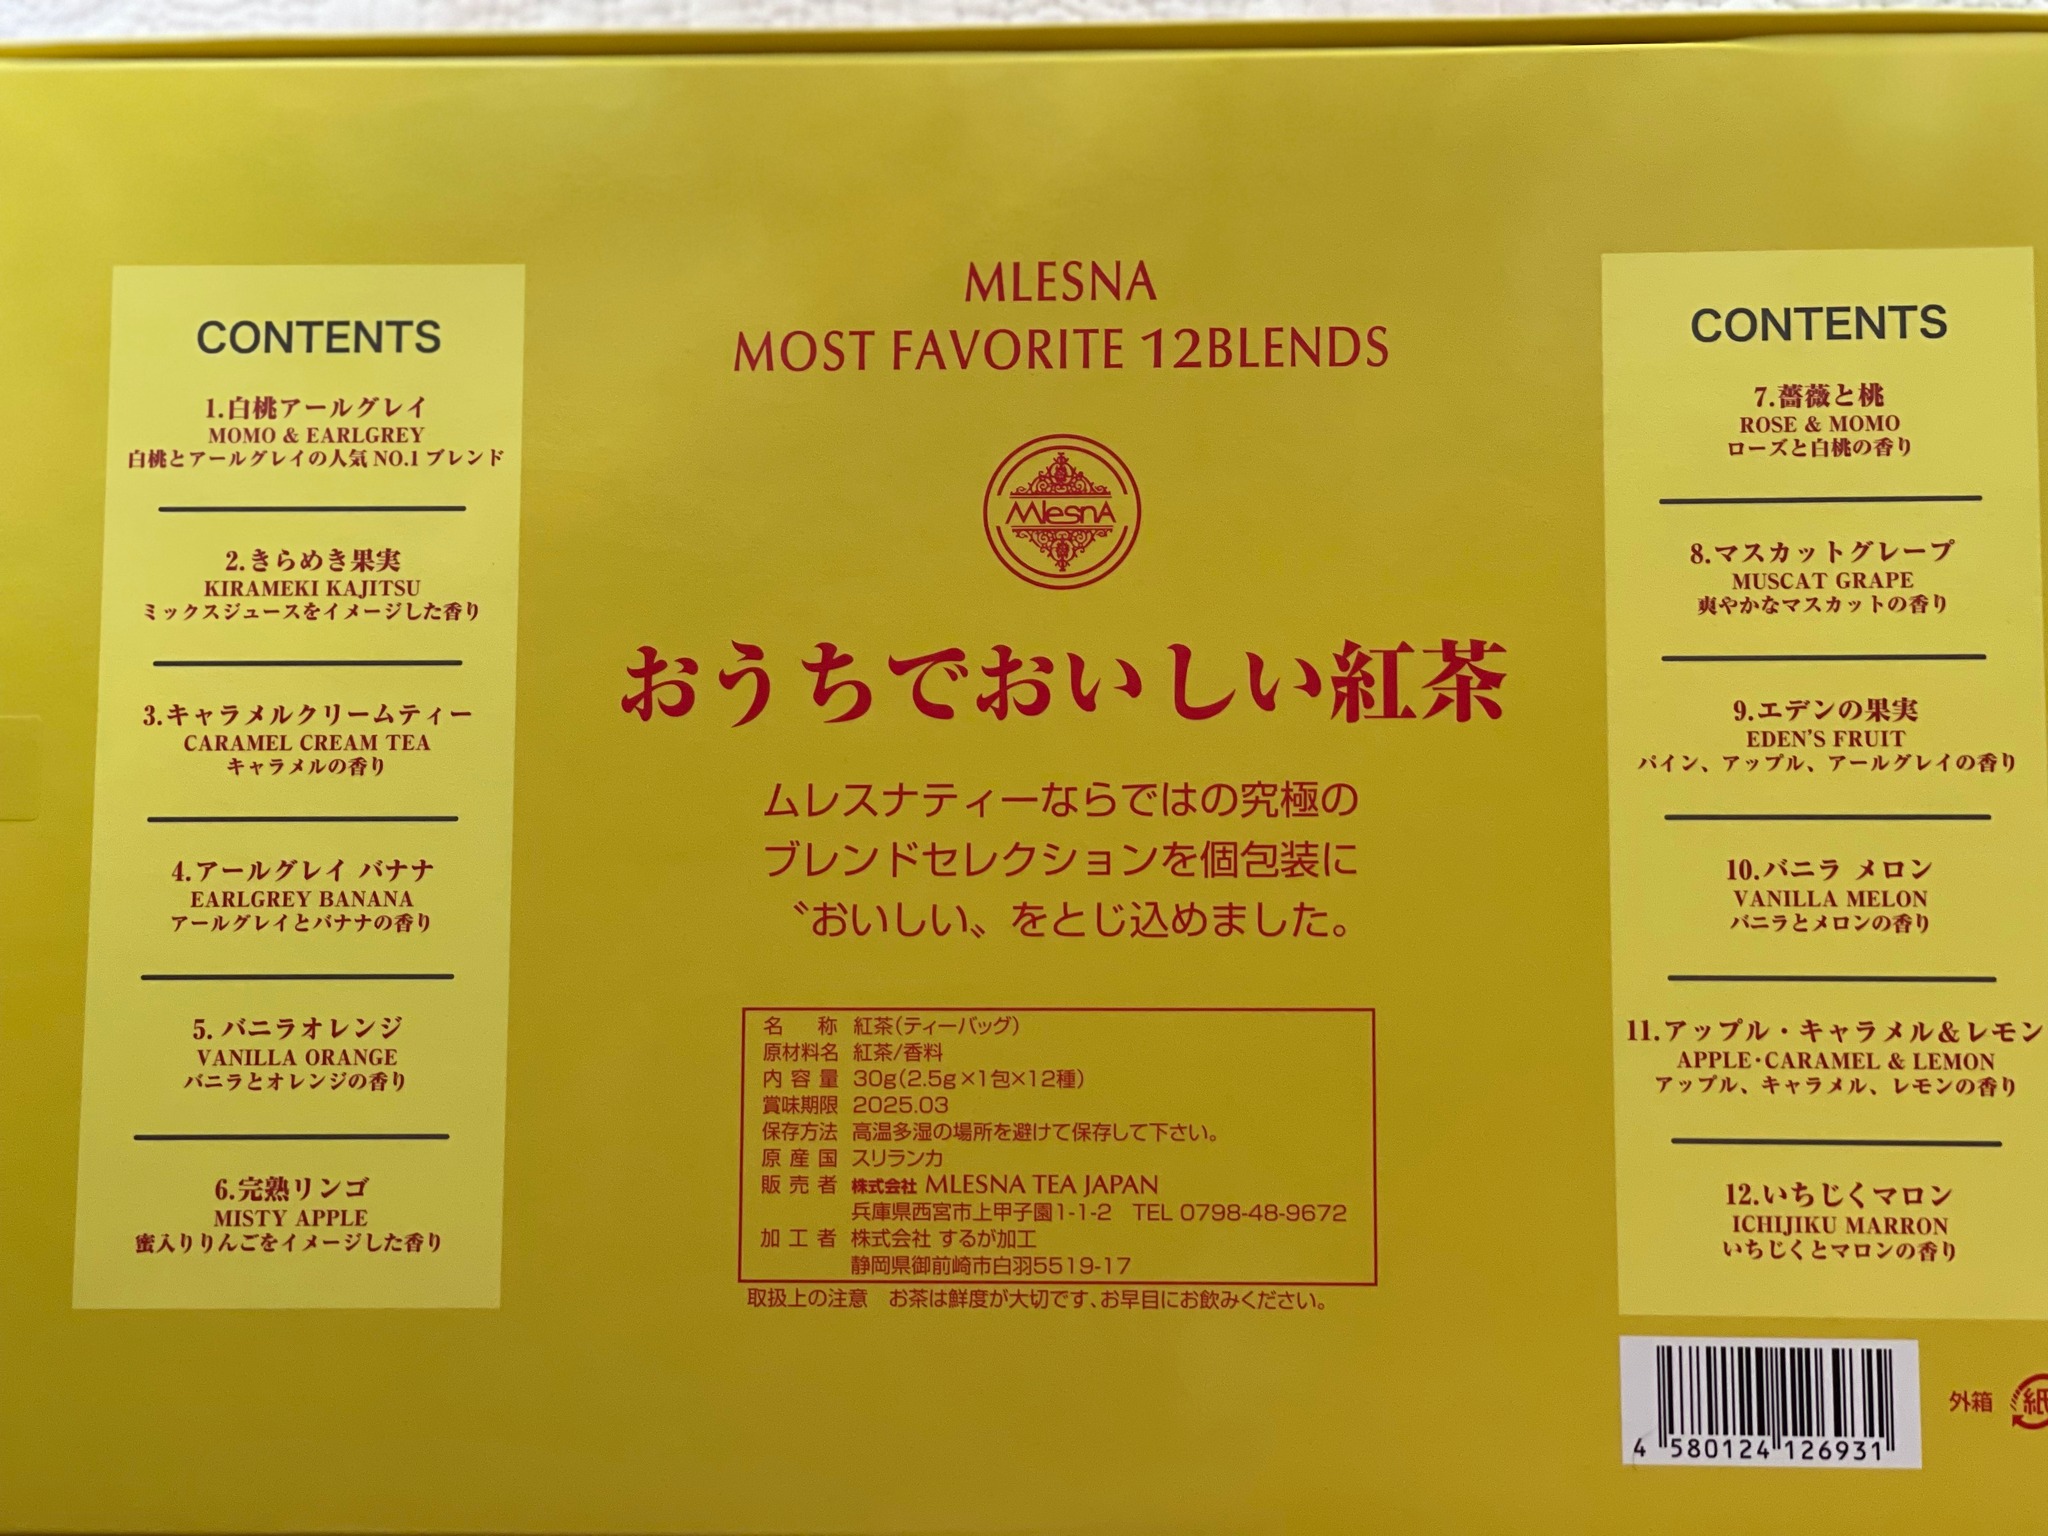 CONTENTS
1.白桃アールグレイ
MOMO & EARLGREY
白桃とアールグレイの人気 NO.1 ブレンド
2.きらめき果実
KIRAMEKI KAJITSU
ミックスジュースをイメージした香り
3.キャラメルクリームティー
CARAMEL CREAM TEA
キャラメルの香り
4.アールグレイ バナナ
EARLGREY BANANA
アールグレイとバナナの香り
5. バニラオレンジ
VANILLA ORANGE
バニラとオレンジの香り
6.完熟リンゴ
MISTY APPLE
蜜入りりんごをイメージした香り
MLESNA
MOST FAVORITE 12BLENDS
MlesnA
おうちでおいしい紅茶
ムレスナティーならではの究極の
ブレンドセレクションを個包装に
〝おいしい〟をとじ込めました。
名称 紅茶(ティーバッグ)
原材料名 紅茶/香料
内容量 30g(2.5g×1包×12種)
賞味期限 2025.03
保存方法 高温多湿の場所を避けて保存して下さい。
原産国 スリランカ
販売者 株式会社 MLESNA TEA JAPAN
兵庫県西宮市上甲子園1-1-2 TEL 0798-48-9672
加工者 株式会社 するが加工
静岡県御前崎市白羽5519-17
取扱上の注意 お茶は鮮度が大切です、お早目にお飲みください。
CONTENTS
7.薔薇と桃
ROSE & MOMO
ローズと白桃の香り
8.マスカットグレープ
MUSCAT GRAPE
爽やかなマスカットの香り
9.エデンの果実
EDEN'S FRUIT
パイン、アップル、アールグレイの香り
10.バニラ メロン
VANILLA MELON
バニラとメロンの香り
11.アップル・キャラメル&レモン
APPLE・CARAMEL & LEMON
アップル、キャラメル、レモンの香り
12.いちじくマロン
ICHIJIKU MARRON
いちじくとマロンの香り
4 580124 126931
外箱 紙